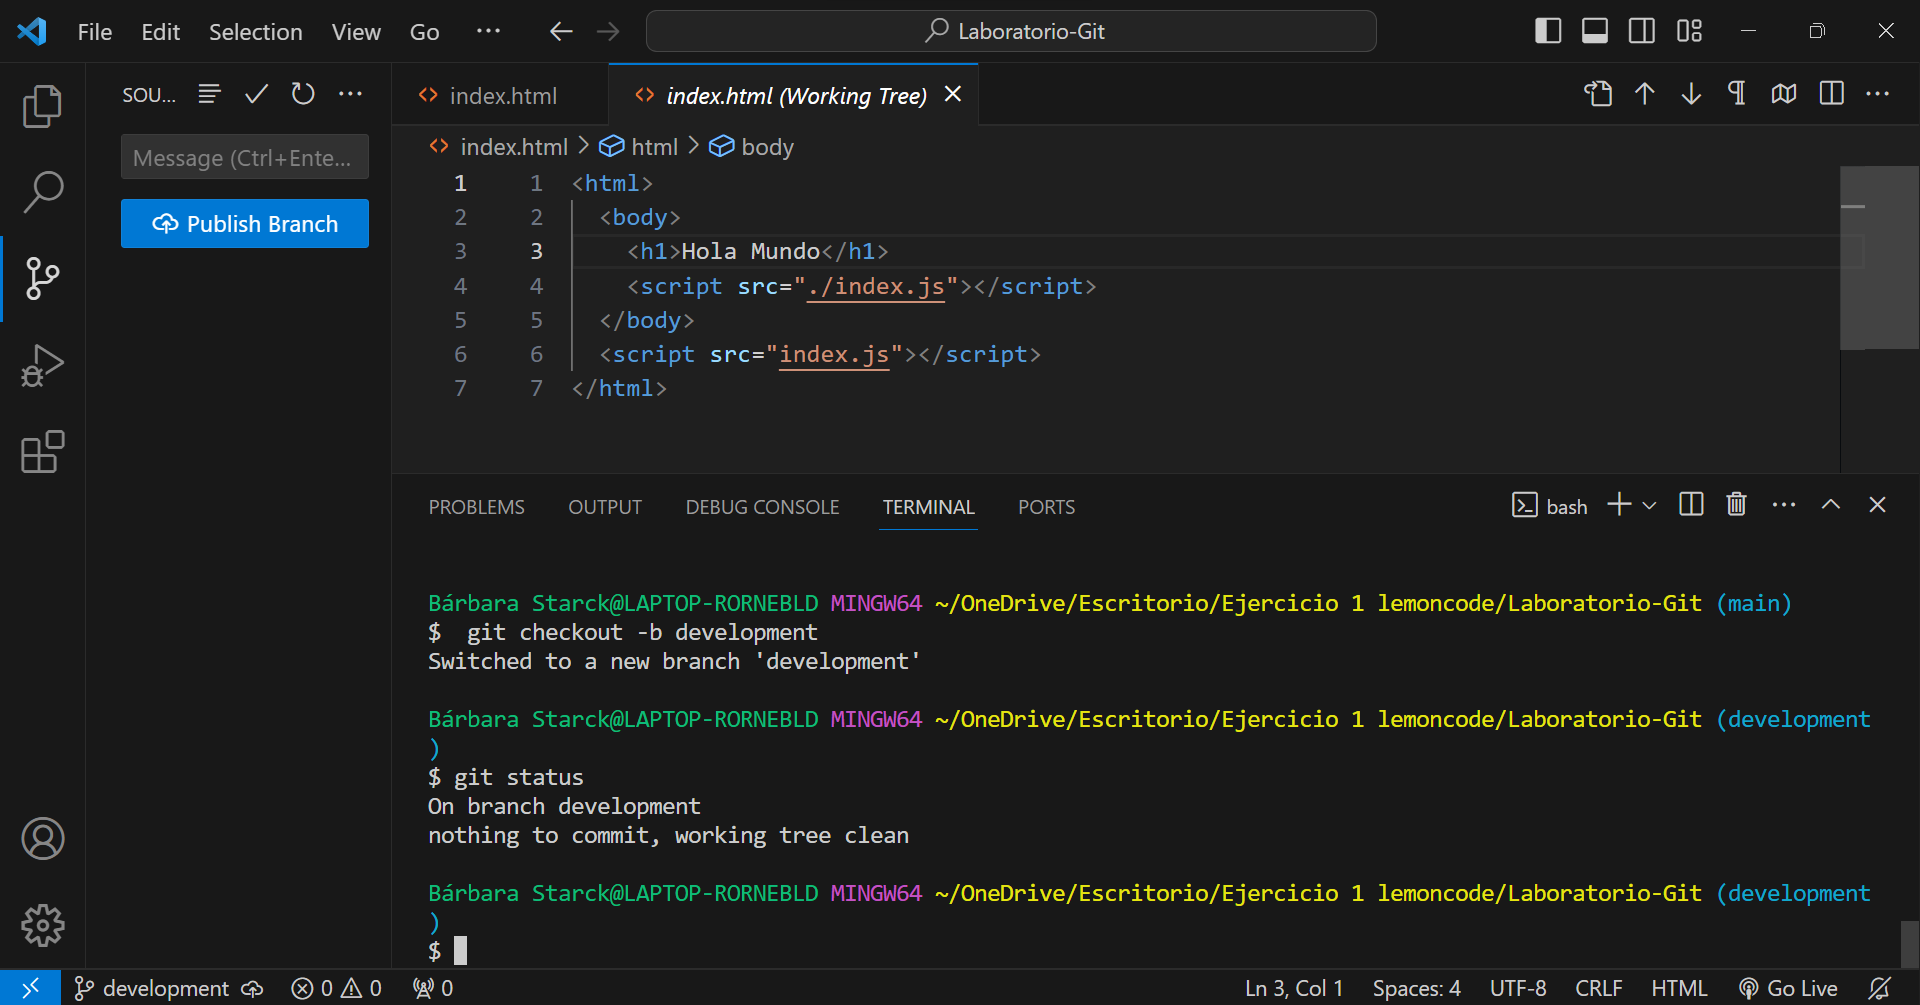 File Edit Selection View Go ··· Laboratorio-Git
SOU... ···
Message (Ctrl+Ente...
Publish Branch
index.html index.html (Working Tree)
index.html > html > body
1 1 <html>
2 2 <body>
3 3 <h1>Hola Mundo</h1>
4 4 <script src="./index.js"></script>
5 5 </body>
6 6 <script src="index.js"></script>
7 7 </html>
PROBLEMS OUTPUT DEBUG CONSOLE TERMINAL PORTS bash
Bárbara Starck@LAPTOP-RORNEBLD MINGW64 ~/OneDrive/Escritorio/Ejercicio 1 lemoncode/Laboratorio-Git (main)
$  git checkout -b development
Switched to a new branch 'development'
Bárbara Starck@LAPTOP-RORNEBLD MINGW64 ~/OneDrive/Escritorio/Ejercicio 1 lemoncode/Laboratorio-Git (development
)
$ git status
On branch development
nothing to commit, working tree clean
Bárbara Starck@LAPTOP-RORNEBLD MINGW64 ~/OneDrive/Escritorio/Ejercicio 1 lemoncode/Laboratorio-Git (development
)
$
development 0 0 0 Ln 3, Col 1 Spaces: 4 UTF-8 CRLF HTML Go Live